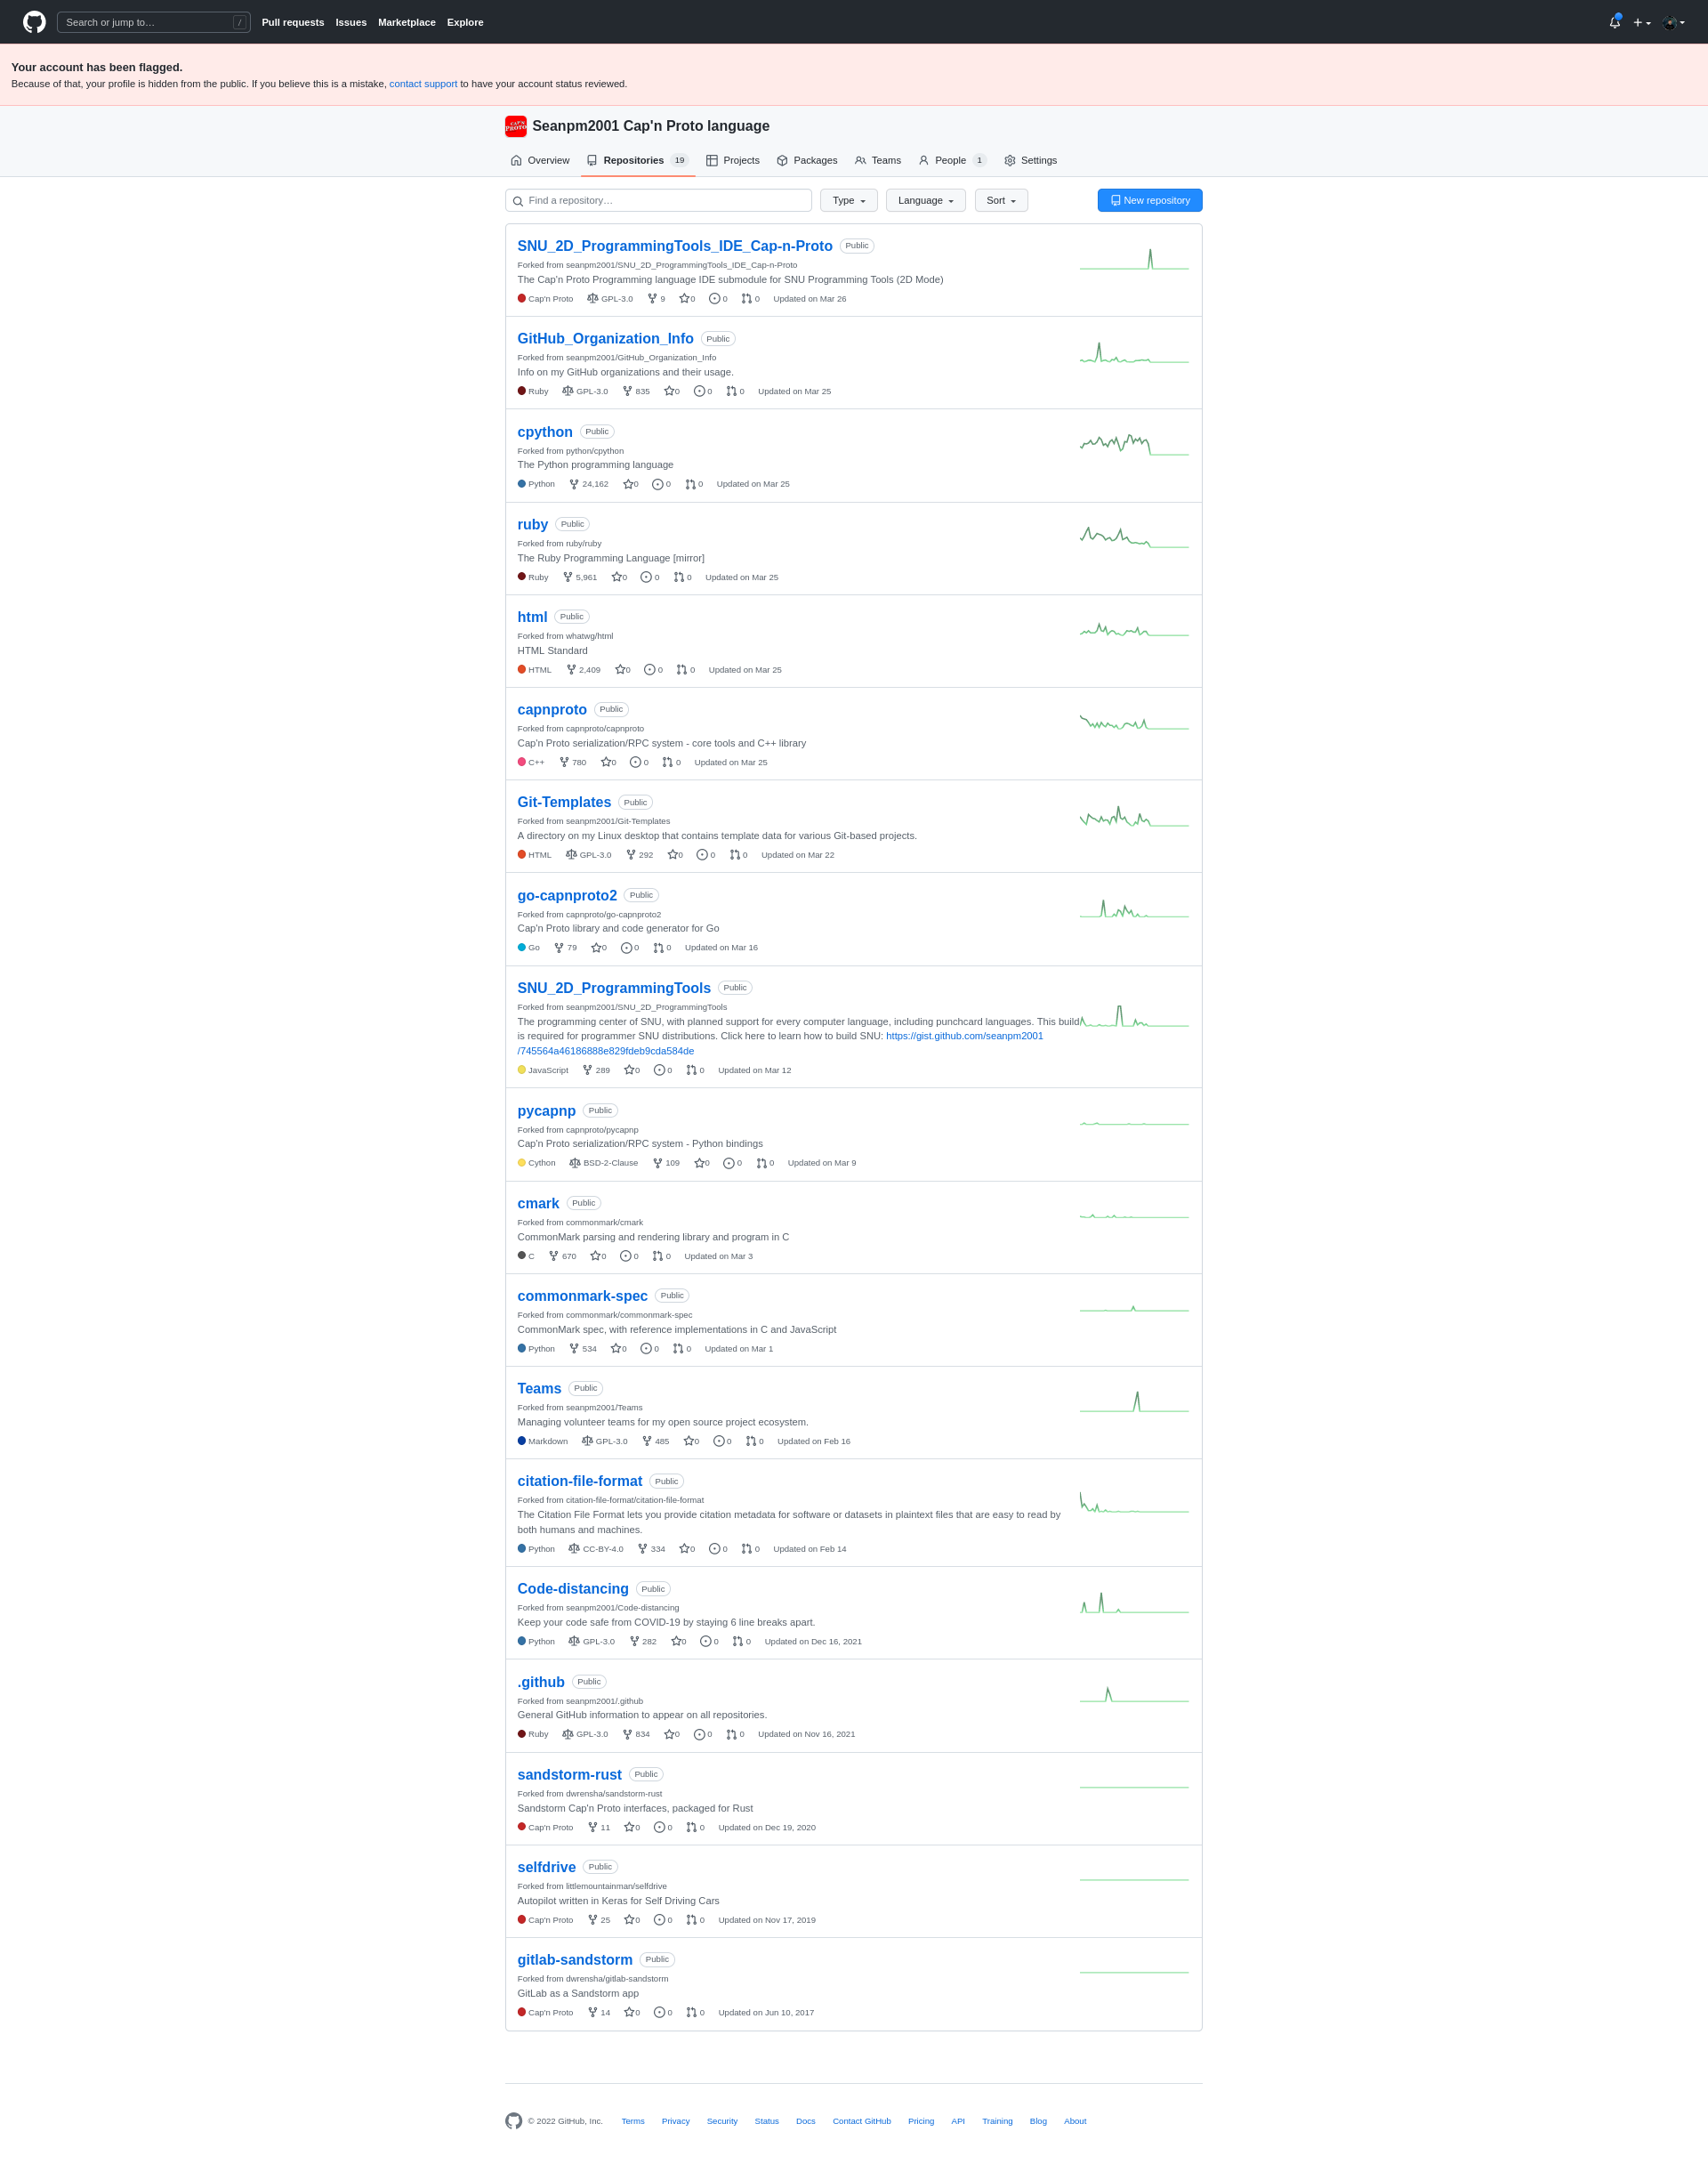 Search or jump to…
/
Pull requests Issues Marketplace Explore
Your account has been flagged.
Because of that, your profile is hidden from the public. If you believe this is a mistake, contact support to have your account status reviewed.
CAP'N PROTO
Seanpm2001 Cap'n Proto language
Overview Repositories 19 Projects Packages Teams People 1 Settings
Find a repository… Type Language Sort New repository
SNU_2D_ProgrammingTools_IDE_Cap-n-Proto Public
Forked from seanpm2001/SNU_2D_ProgrammingTools_IDE_Cap-n-Proto
The Cap'n Proto Programming language IDE submodule for SNU Programming Tools (2D Mode)
Cap'n Proto GPL-3.0 9 0 0 0 Updated on Mar 26
GitHub_Organization_Info Public
Forked from seanpm2001/GitHub_Organization_Info
Info on my GitHub organizations and their usage.
Ruby GPL-3.0 835 0 0 0 Updated on Mar 25
cpython Public
Forked from python/cpython
The Python programming language
Python 24,162 0 0 0 Updated on Mar 25
ruby Public
Forked from ruby/ruby
The Ruby Programming Language [mirror]
Ruby 5,961 0 0 0 Updated on Mar 25
html Public
Forked from whatwg/html
HTML Standard
HTML 2,409 0 0 0 Updated on Mar 25
capnproto Public
Forked from capnproto/capnproto
Cap'n Proto serialization/RPC system - core tools and C++ library
C++ 780 0 0 0 Updated on Mar 25
Git-Templates Public
Forked from seanpm2001/Git-Templates
A directory on my Linux desktop that contains template data for various Git-based projects.
HTML GPL-3.0 292 0 0 0 Updated on Mar 22
go-capnproto2 Public
Forked from capnproto/go-capnproto2
Cap'n Proto library and code generator for Go
Go 79 0 0 0 Updated on Mar 16
SNU_2D_ProgrammingTools Public
Forked from seanpm2001/SNU_2D_ProgrammingTools
The programming center of SNU, with planned support for every computer language, including punchcard languages. This build
is required for programmer SNU distributions. Click here to learn how to build SNU: https://gist.github.com/seanpm2001
/745564a46186888e829fdeb9cda584de
JavaScript 289 0 0 0 Updated on Mar 12
pycapnp Public
Forked from capnproto/pycapnp
Cap'n Proto serialization/RPC system - Python bindings
Cython BSD-2-Clause 109 0 0 0 Updated on Mar 9
cmark Public
Forked from commonmark/cmark
CommonMark parsing and rendering library and program in C
C 670 0 0 0 Updated on Mar 3
commonmark-spec Public
Forked from commonmark/commonmark-spec
CommonMark spec, with reference implementations in C and JavaScript
Python 534 0 0 0 Updated on Mar 1
Teams Public
Forked from seanpm2001/Teams
Managing volunteer teams for my open source project ecosystem.
Markdown GPL-3.0 485 0 0 0 Updated on Feb 16
citation-file-format Public
Forked from citation-file-format/citation-file-format
The Citation File Format lets you provide citation metadata for software or datasets in plaintext files that are easy to read by
both humans and machines.
Python CC-BY-4.0 334 0 0 0 Updated on Feb 14
Code-distancing Public
Forked from seanpm2001/Code-distancing
Keep your code safe from COVID-19 by staying 6 line breaks apart.
Python GPL-3.0 282 0 0 0 Updated on Dec 16, 2021
.github Public
Forked from seanpm2001/.github
General GitHub information to appear on all repositories.
Ruby GPL-3.0 834 0 0 0 Updated on Nov 16, 2021
sandstorm-rust Public
Forked from dwrensha/sandstorm-rust
Sandstorm Cap'n Proto interfaces, packaged for Rust
Cap'n Proto 11 0 0 0 Updated on Dec 19, 2020
selfdrive Public
Forked from littlemountainman/selfdrive
Autopilot written in Keras for Self Driving Cars
Cap'n Proto 25 0 0 0 Updated on Nov 17, 2019
gitlab-sandstorm Public
Forked from dwrensha/gitlab-sandstorm
GitLab as a Sandstorm app
Cap'n Proto 14 0 0 0 Updated on Jun 10, 2017
© 2022 GitHub, Inc. Terms Privacy Security Status Docs Contact GitHub Pricing API Training Blog About